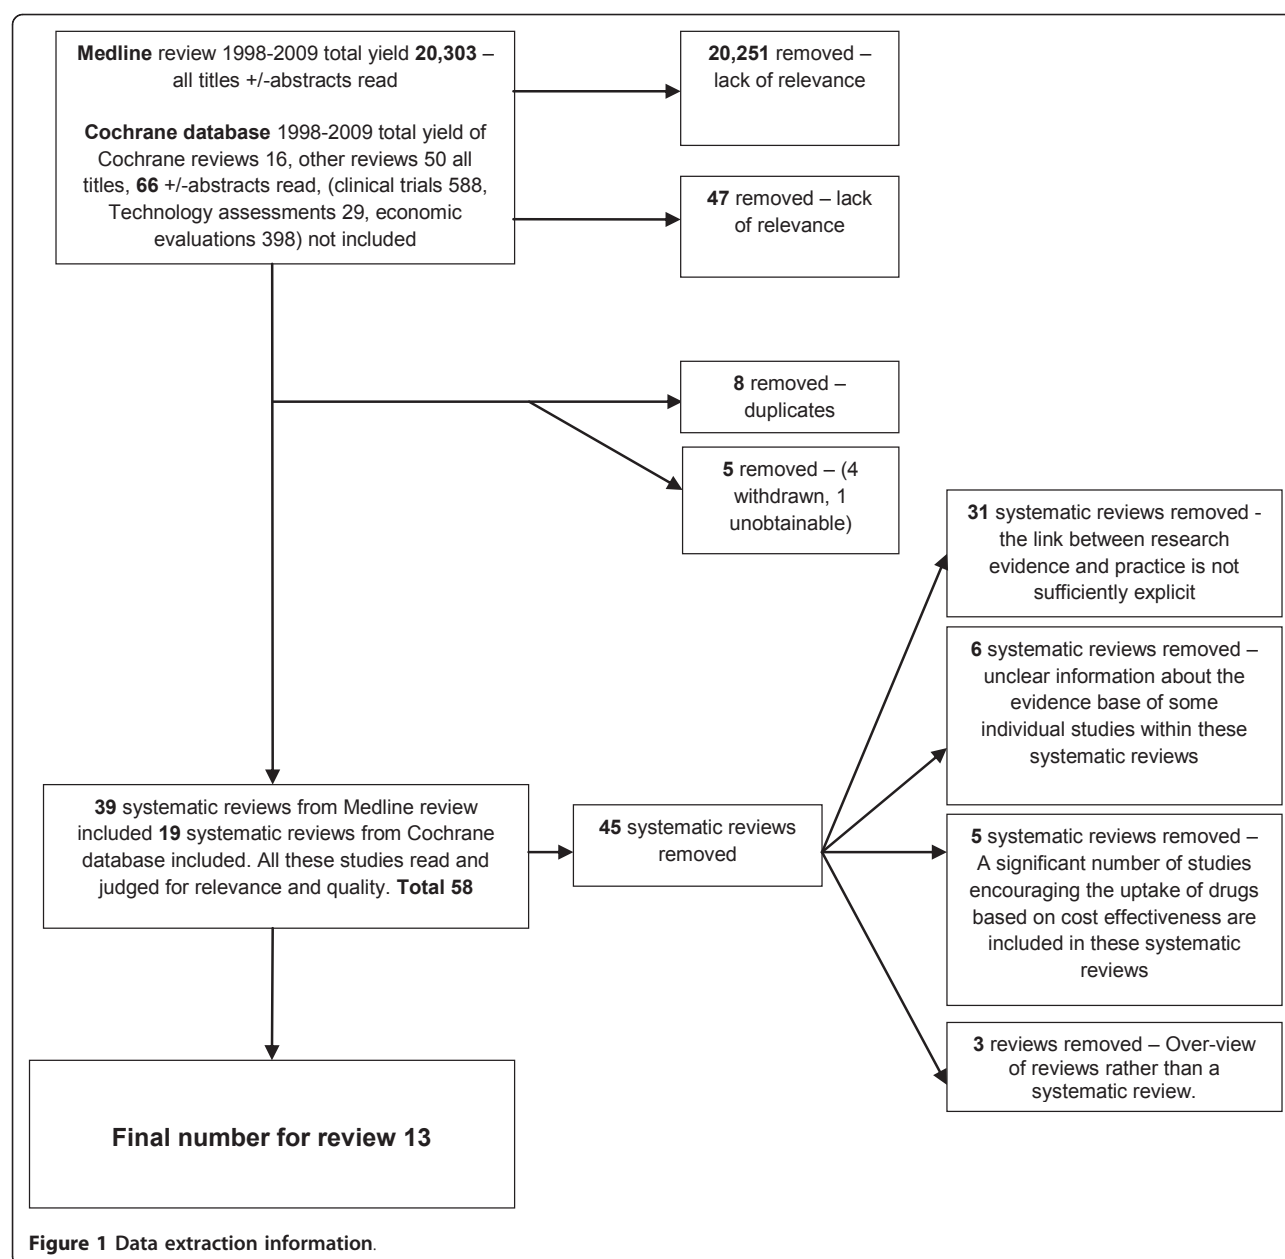 Medline review 1998-2009 total yield 20,303 –
all titles +/-abstracts read
Cochrane database 1998-2009 total yield of
Cochrane reviews 16, other reviews 50 all
titles, 66 +/-abstracts read, (clinical trials 588,
Technology assessments 29, economic
evaluations 398) not included
20,251 removed –
lack of relevance
47 removed – lack
of relevance
8 removed –
duplicates
5 removed – (4
withdrawn, 1
unobtainable)
39 systematic reviews from Medline review
included 19 systematic reviews from Cochrane
database included. All these studies read and
judged for relevance and quality. Total 58
45 systematic reviews
removed
31 systematic reviews removed -
the link between research
evidence and practice is not
sufficiently explicit
6 systematic reviews removed –
unclear information about the
evidence base of some
individual studies within these
systematic reviews
5 systematic reviews removed –
A significant number of studies
encouraging the uptake of drugs
based on cost effectiveness are
included in these systematic
reviews
3 reviews removed – Over-view
of reviews rather than a
systematic review.
Final number for review 13
Figure 1 Data extraction information.